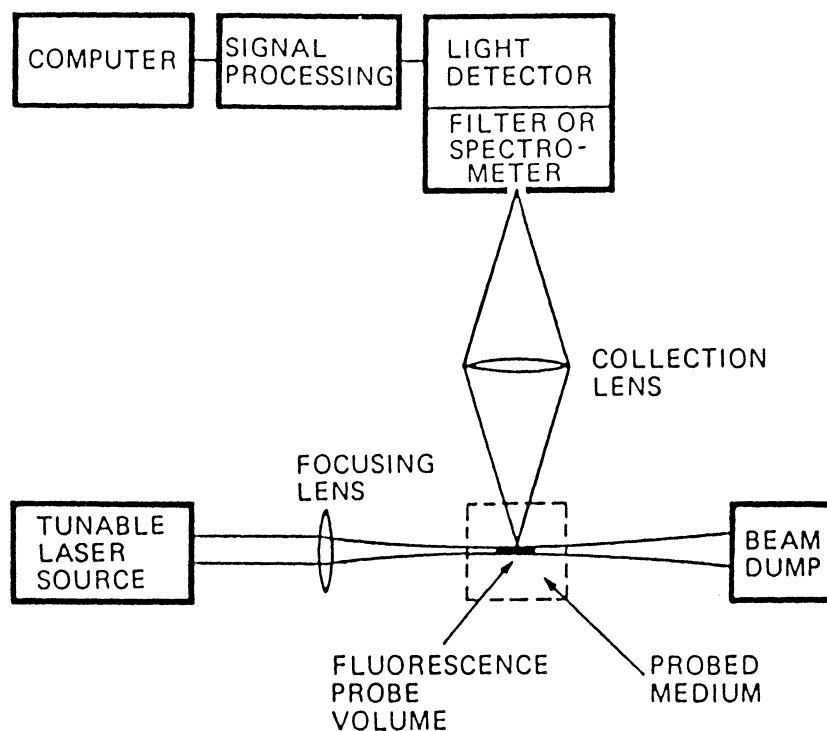 COMPUTER
SIGNAL
PROCESSING
LIGHT
DETECTOR
FILTER OR
SPECTRO-
METER
COLLECTION
LENS
FOCUSING
LENS
TUNABLE
LASER
SOURCE
BEAM
DUMP
FLUORESCENCE
PROBE
VOLUME
PROBED
MEDIUM